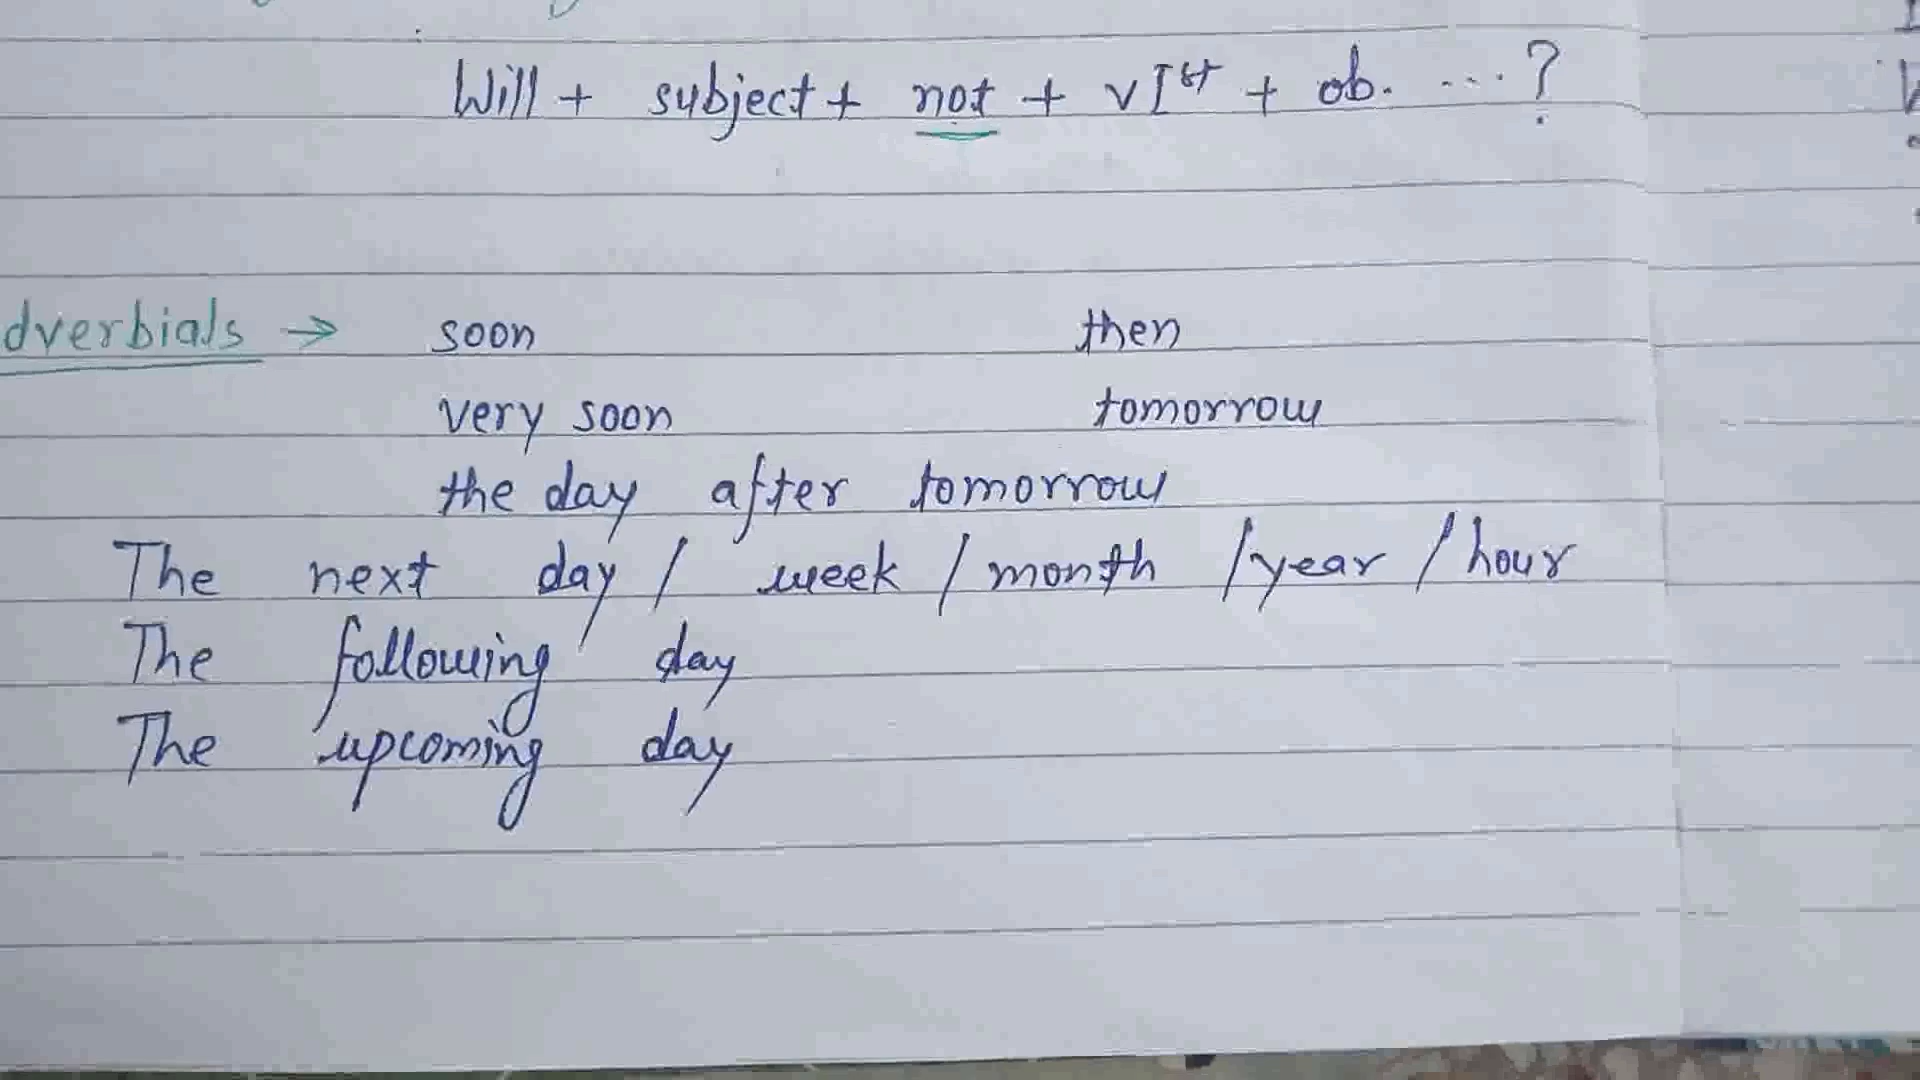 Will + subject + not + v Ist + ob. ... ?
dverbials → soon then
very soon tomorrow
the day after tomorrow
The next day / week / month / year / hour
The following day
The upcoming day